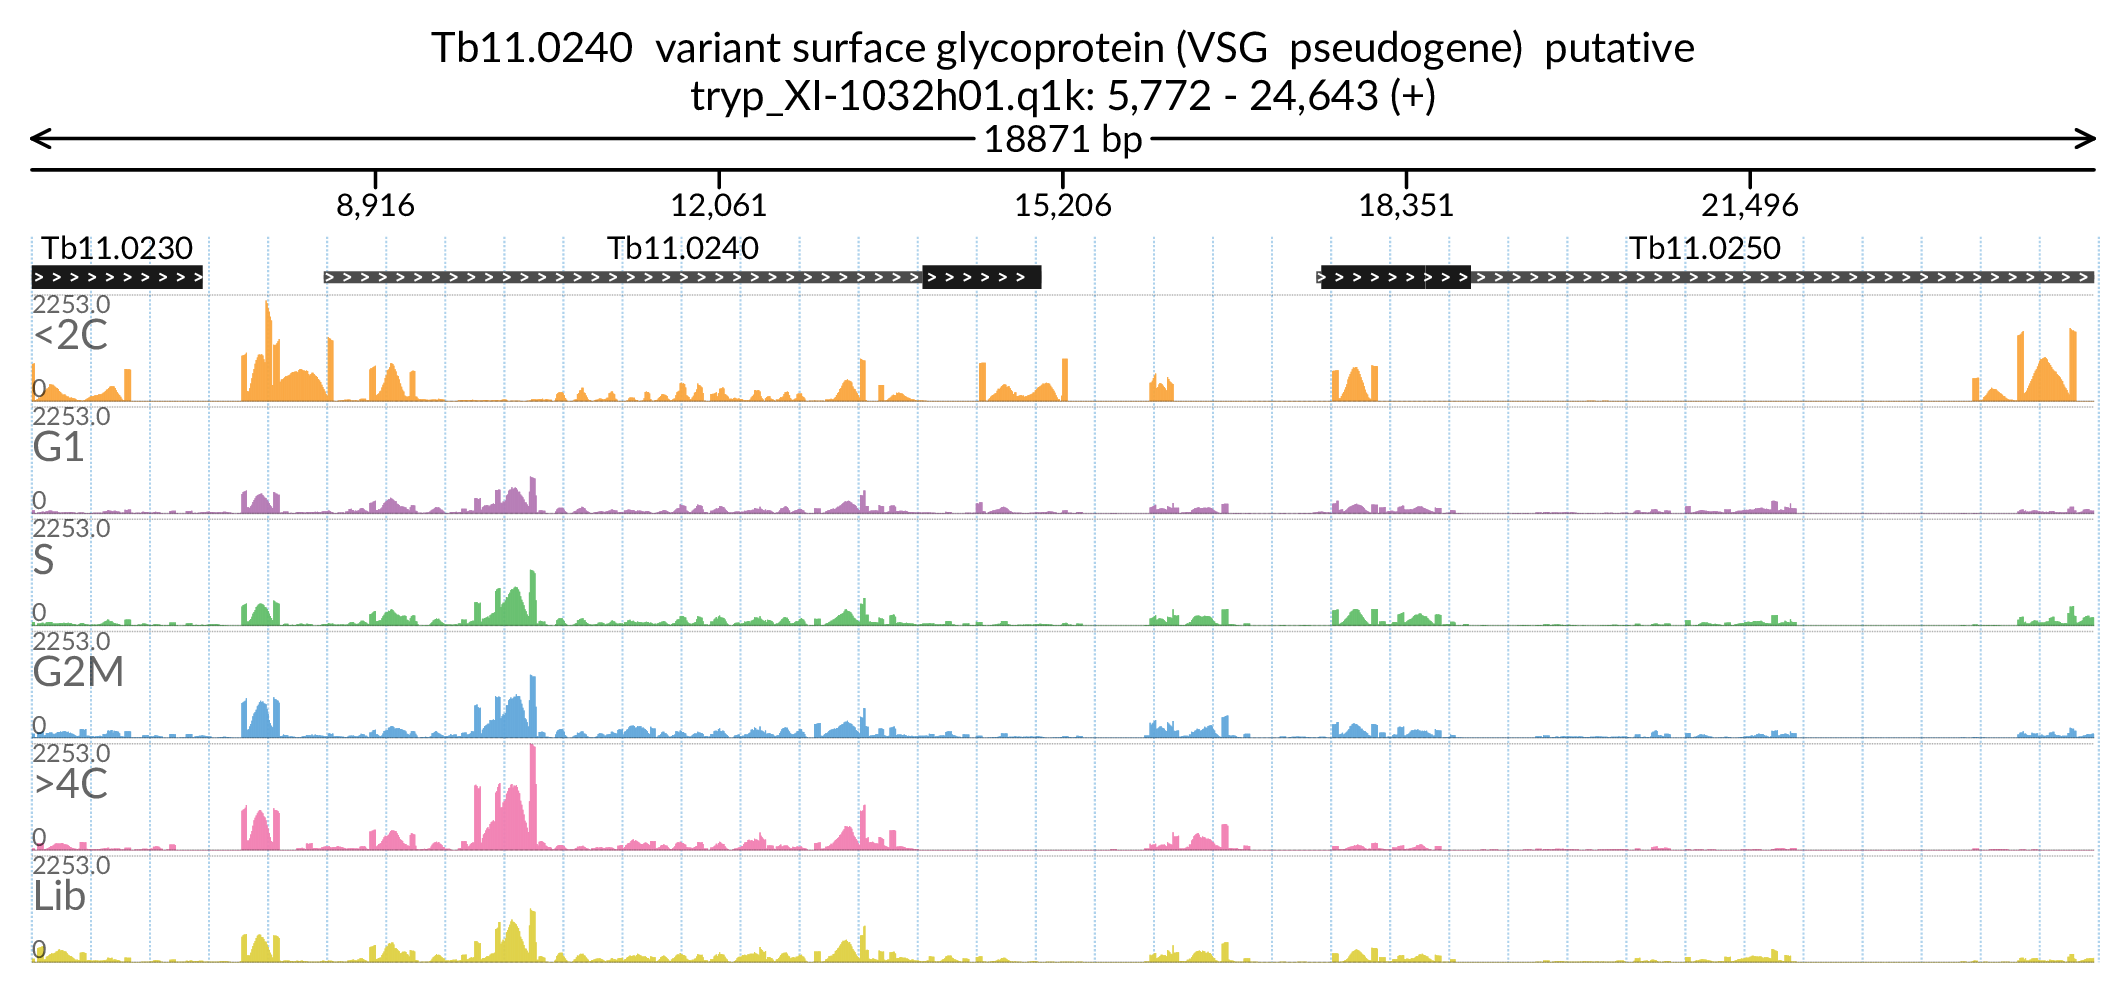 Tb11.0240 variant surface glycoprotein (VSG pseudogene) putative
tryp_XI-1032h01.q1k: 5,772 - 24,643 (+)
18871 bp
8,916 12,061 15,206 18,351 21,496
Tb11.0230 Tb11.0240 Tb11.0250
2253.0
<2C
0
2253.0
G1
0
2253.0
S
0
2253.0
G2M
0
2253.0
>4C
0
2253.0
Lib
0